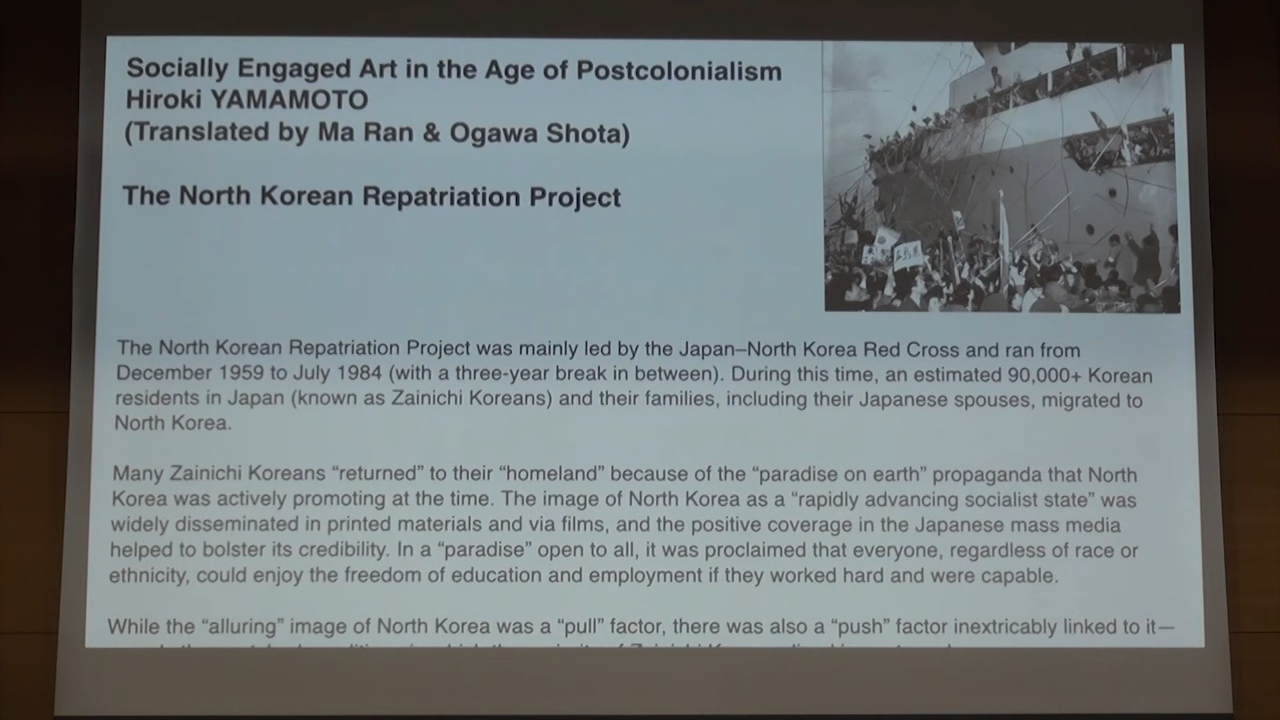 Socially Engaged Art in the Age of Postcolonialism
Hiroki YAMAMOTO
(Translated by Ma Ran & Ogawa Shota)
The North Korean Repatriation Project
The North Korean Repatriation Project was mainly led by the Japan–North Korea Red Cross and ran from
December 1959 to July 1984 (with a three-year break in between). During this time, an estimated 90,000+ Korean
residents in Japan (known as Zainichi Koreans) and their families, including their Japanese spouses, migrated to
North Korea.
Many Zainichi Koreans “returned” to their “homeland” because of the “paradise on earth” propaganda that North
Korea was actively promoting at the time. The image of North Korea as a “rapidly advancing socialist state” was
widely disseminated in printed materials and via films, and the positive coverage in the Japanese mass media
helped to bolster its credibility. In a “paradise” open to all, it was proclaimed that everyone, regardless of race or
ethnicity, could enjoy the freedom of education and employment if they worked hard and were capable.
While the “alluring” image of North Korea was a “pull” factor, there was also a “push” factor inextricably linked to it—